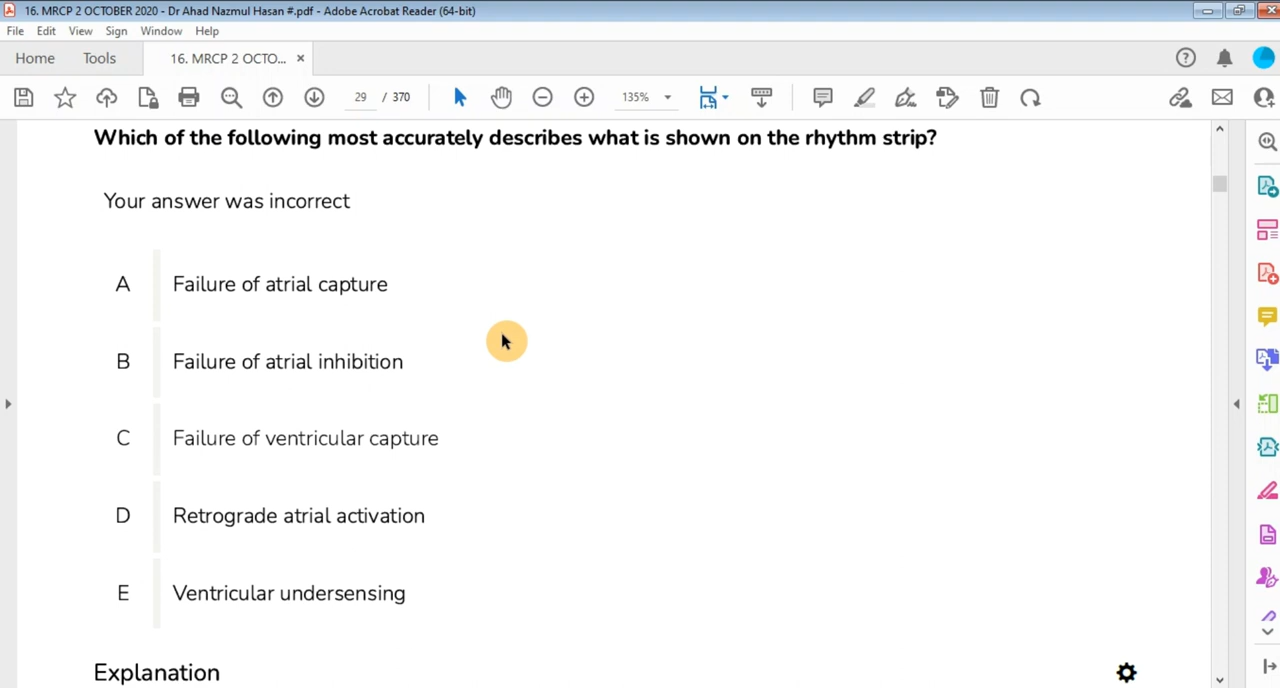 16. MRCP 2 OCTOBER 2020 - Dr Ahad Nazmul Hasan #.pdf - Adobe Acrobat Reader (64-bit)
File Edit View Sign Window Help
Home Tools 16. MRCP 2 OCTO... ×
29 / 370 135%
Which of the following most accurately describes what is shown on the rhythm strip?
Your answer was incorrect
A Failure of atrial capture
B Failure of atrial inhibition
C Failure of ventricular capture
D Retrograde atrial activation
E Ventricular undersensing
Explanation